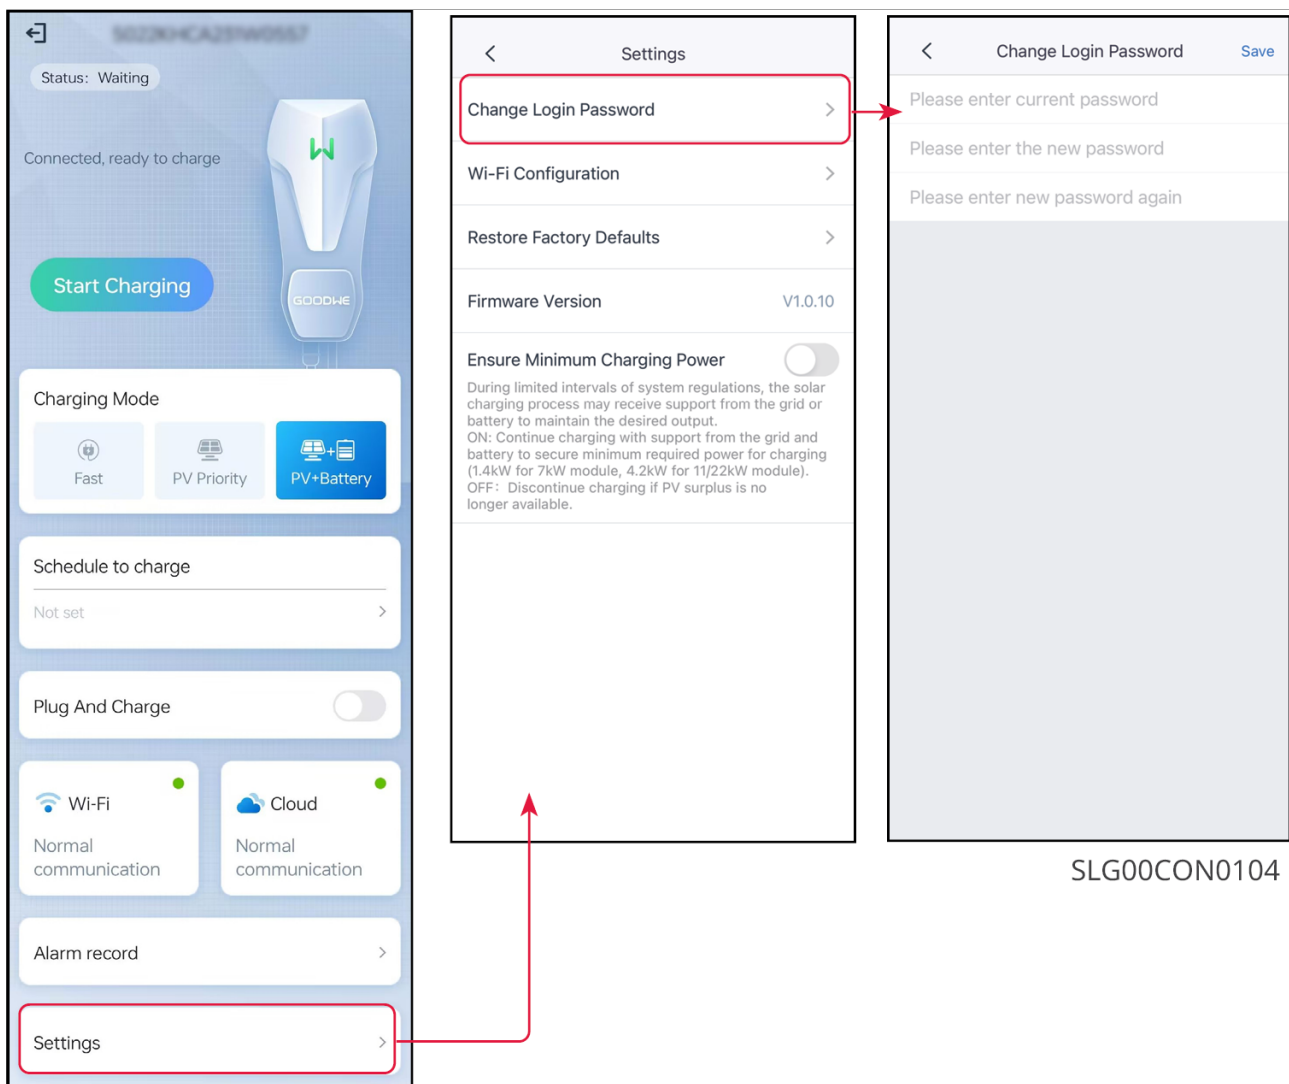 Status: Waiting
Connected, ready to charge
Start Charging
GOODWE
Charging Mode
Fast
PV Priority
PV+Battery
Schedule to charge
Not set
Plug And Charge
Wi-Fi
Normal
communication
Cloud
Normal
communication
Alarm record
Settings
Settings
Change Login Password
Wi-Fi Configuration
Restore Factory Defaults
Firmware Version V1.0.10
Ensure Minimum Charging Power
During limited intervals of system regulations, the solar
charging process may receive support from the grid or
battery to maintain the desired output.
ON: Continue charging with support from the grid and
battery to secure minimum required power for charging
(1.4kW for 7kW module, 4.2kW for 11/22kW module).
OFF: Discontinue charging if PV surplus is no
longer available.
Change Login Password Save
Please enter current password
Please enter the new password
Please enter new password again
SLG00CON0104